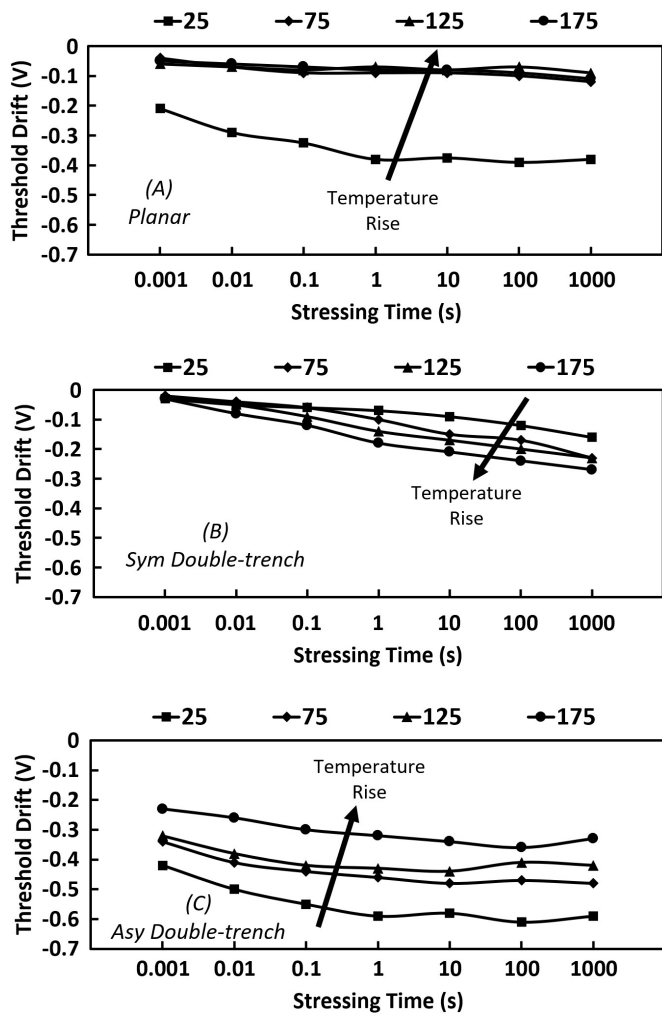 25 75 125 175
Threshold Drift (V)
0
-0.1
-0.2
-0.3
-0.4
-0.5
-0.6
-0.7
(A)
Planar
Temperature
Rise
0.001 0.01 0.1 1 10 100 1000
Stressing Time (s)
25 75 125 175
Threshold Drift (V)
0
-0.1
-0.2
-0.3
-0.4
-0.5
-0.6
-0.7
Temperature
Rise
(B)
Sym Double-trench
0.001 0.01 0.1 1 10 100 1000
Stressing Time (s)
25 75 125 175
Threshold Drift (V)
0
-0.1
-0.2
-0.3
-0.4
-0.5
-0.6
-0.7
Temperature
Rise
(C)
Asy Double-trench
0.001 0.01 0.1 1 10 100 1000
Stressing Time (s)